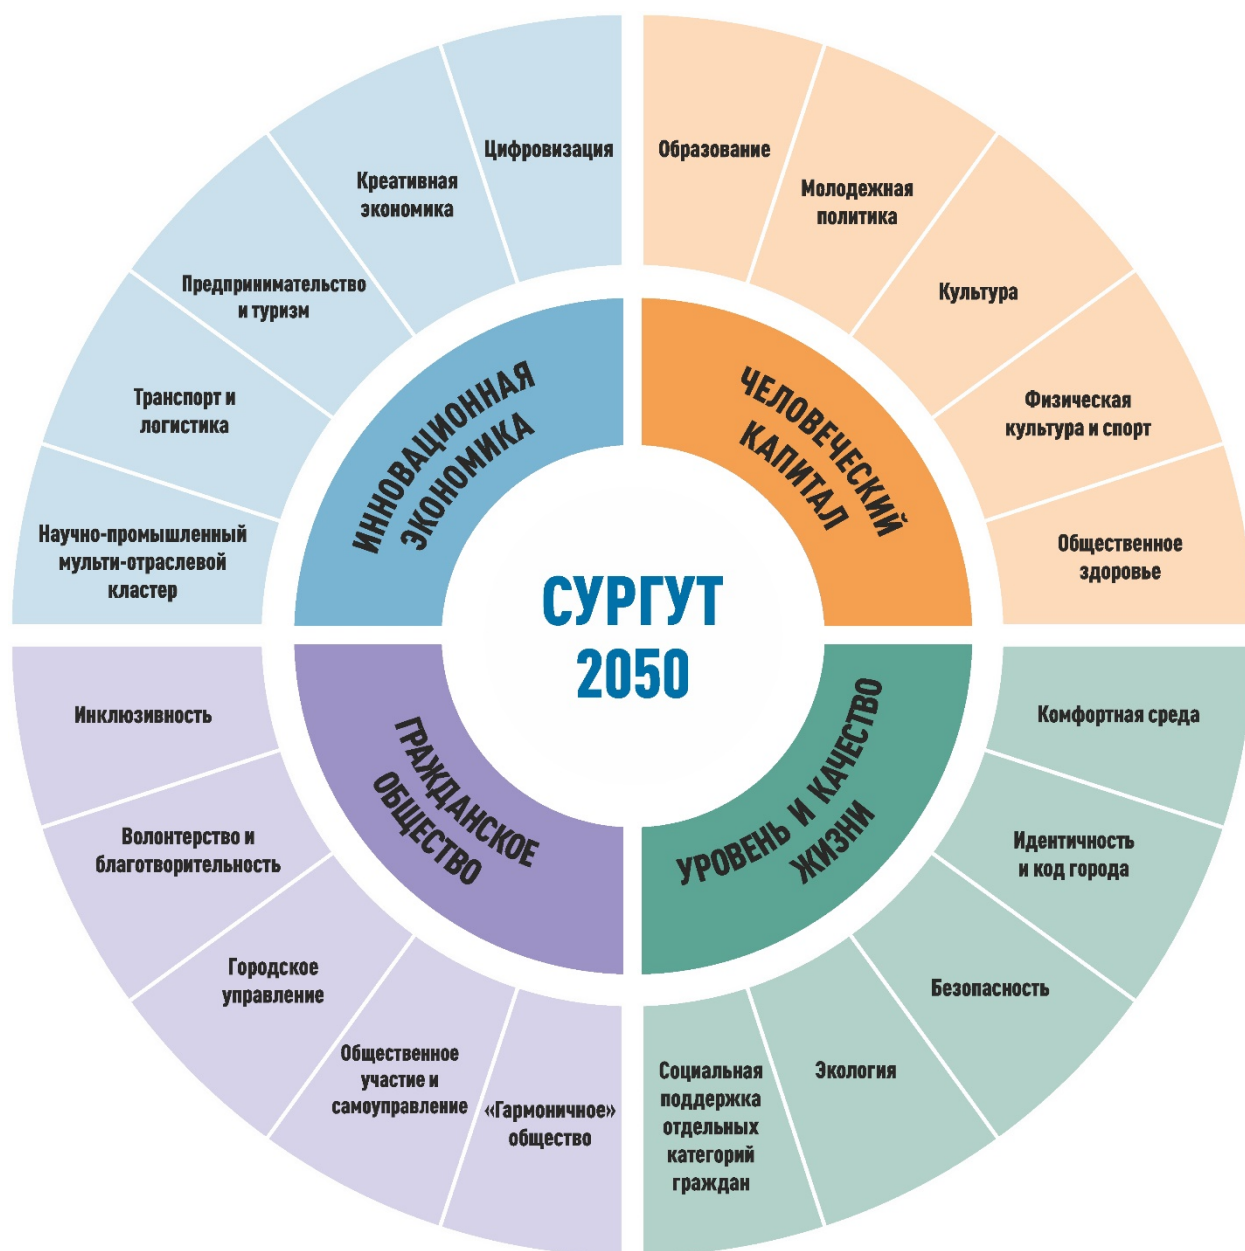 СУРГУТ
2050
ИННОВАЦИОННАЯ
ЭКОНОМИКА
Цифровизация
Креативная
экономика
Предпринимательство
и туризм
Транспорт и
логистика
Научно-промышленный
мульти-отраслевой
кластер
ЧЕЛОВЕЧЕСКИЙ
КАПИТАЛ
Образование
Молодежная
политика
Культура
Физическая
культура и спорт
Общественное
здоровье
УРОВЕНЬ И КАЧЕСТВО
ЖИЗНИ
Комфортная среда
Идентичность
и код города
Безопасность
Экология
Социальная
поддержка
отдельных
категорий
граждан
ГРАЖДАНСКОЕ
ОБЩЕСТВО
Инклюзивность
Волонтерство и
благотворительность
Городское
управление
Общественное
участие и
самоуправление
«Гармоничное»
общество